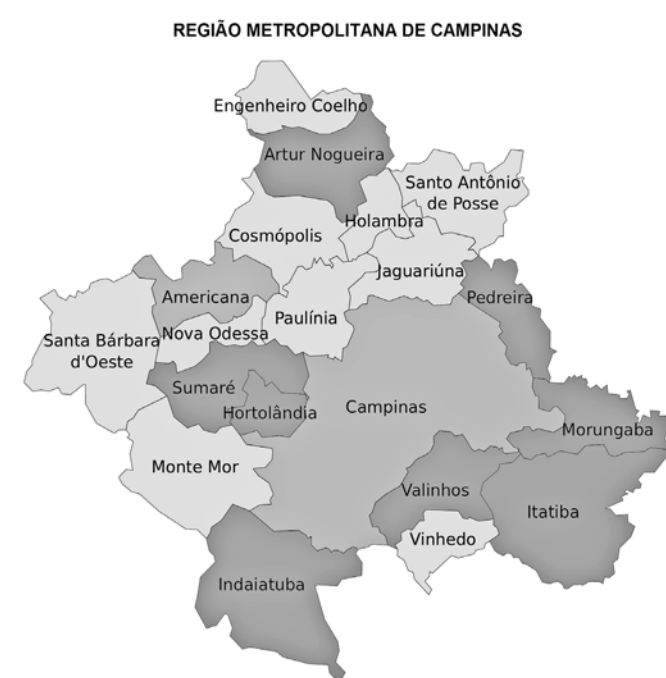 REGIÃO METROPOLITANA DE CAMPINAS
Engenheiro Coelho
Artur Nogueira
Santo Antônio
de Posse
Holambra
Cosmópolis
Jaguariúna
Americana
Pedreira
Paulínia
Nova Odessa
Santa Bárbara
d'Oeste
Sumaré
Hortolândia
Campinas
Morungaba
Monte Mor
Valinhos
Itatiba
Vinhedo
Indaiatuba